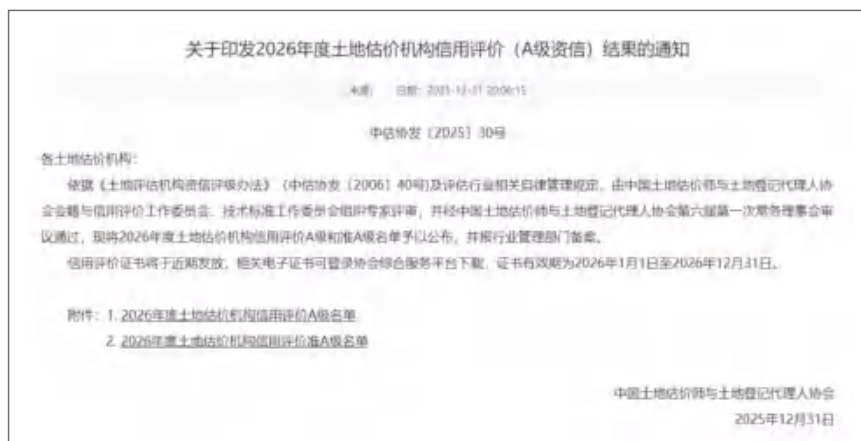 关于印发2026年度土地估价机构信用评价（A级资信）结果的通知
来源： 日期：
中估协发〔2025〕30号
各土地估价机构：
依据《土地评估机构资信评级办法》（中估协发〔2006〕40号)及评估行业相关自律管理规定，由中国土地估价师与土地登记代理人协
会会籍与信用评价工作委员会、技术标准工作委员会组织专家评审，并经中国土地估价师与土地登记代理人协会第六届第一次常务理事会审
议通过，现将2026年度土地估价机构信用评价A级和准A级名单予以公布，并报行业管理部门备案。
信用评价证书将于近期发放，相关电子证书可登录协会综合服务平台下载，证书有效期为2026年1月1日至2026年12月31日。
附件：1. 2026年度土地估价机构信用评价A级名单
2. 2026年度土地估价机构信用评价准A级名单
中国土地估价师与土地登记代理人协会
2025年12月31日